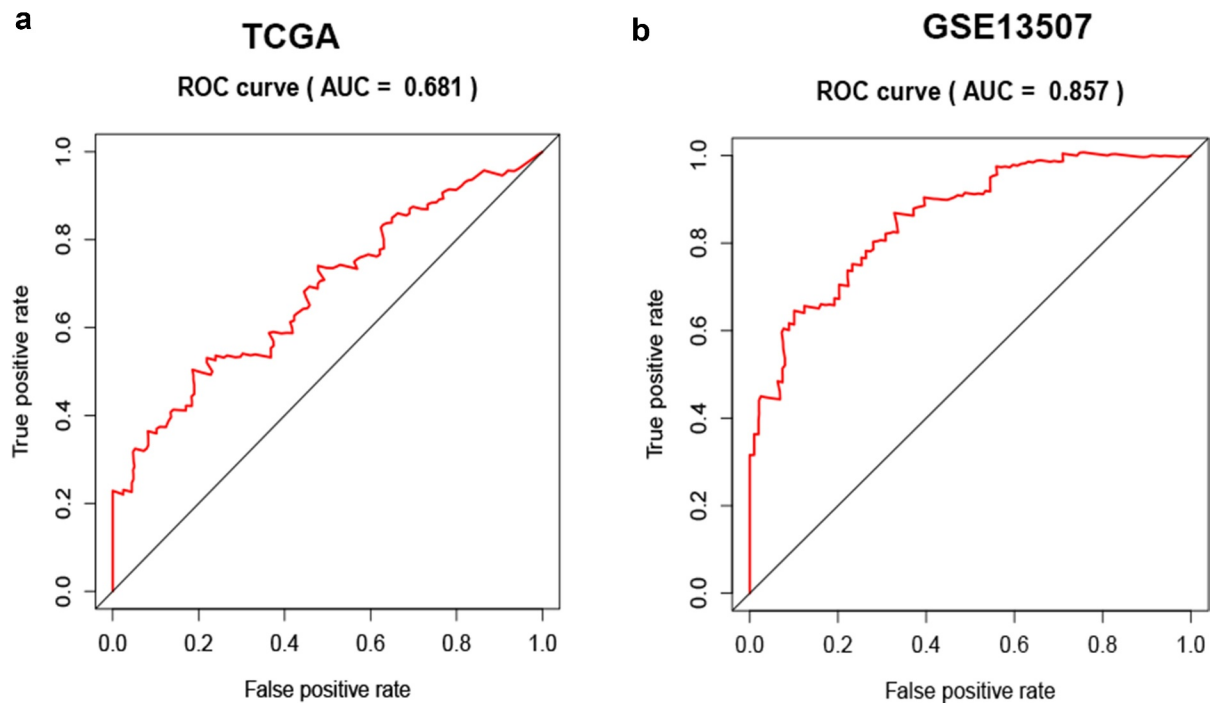 a
TCGA
ROC curve ( AUC = 0.681 )
True positive rate
1.0
0.8
0.6
0.4
0.2
0.0
0.0 0.2 0.4 0.6 0.8 1.0
False positive rate
b
GSE13507
ROC curve ( AUC = 0.857 )
True positive rate
1.0
0.8
0.6
0.4
0.2
0.0
0.0 0.2 0.4 0.6 0.8 1.0
False positive rate